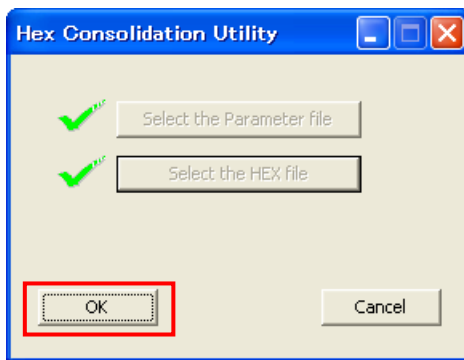 Hex Consolidation Utility
Select the Parameter file
Select the HEX file
OK
Cancel